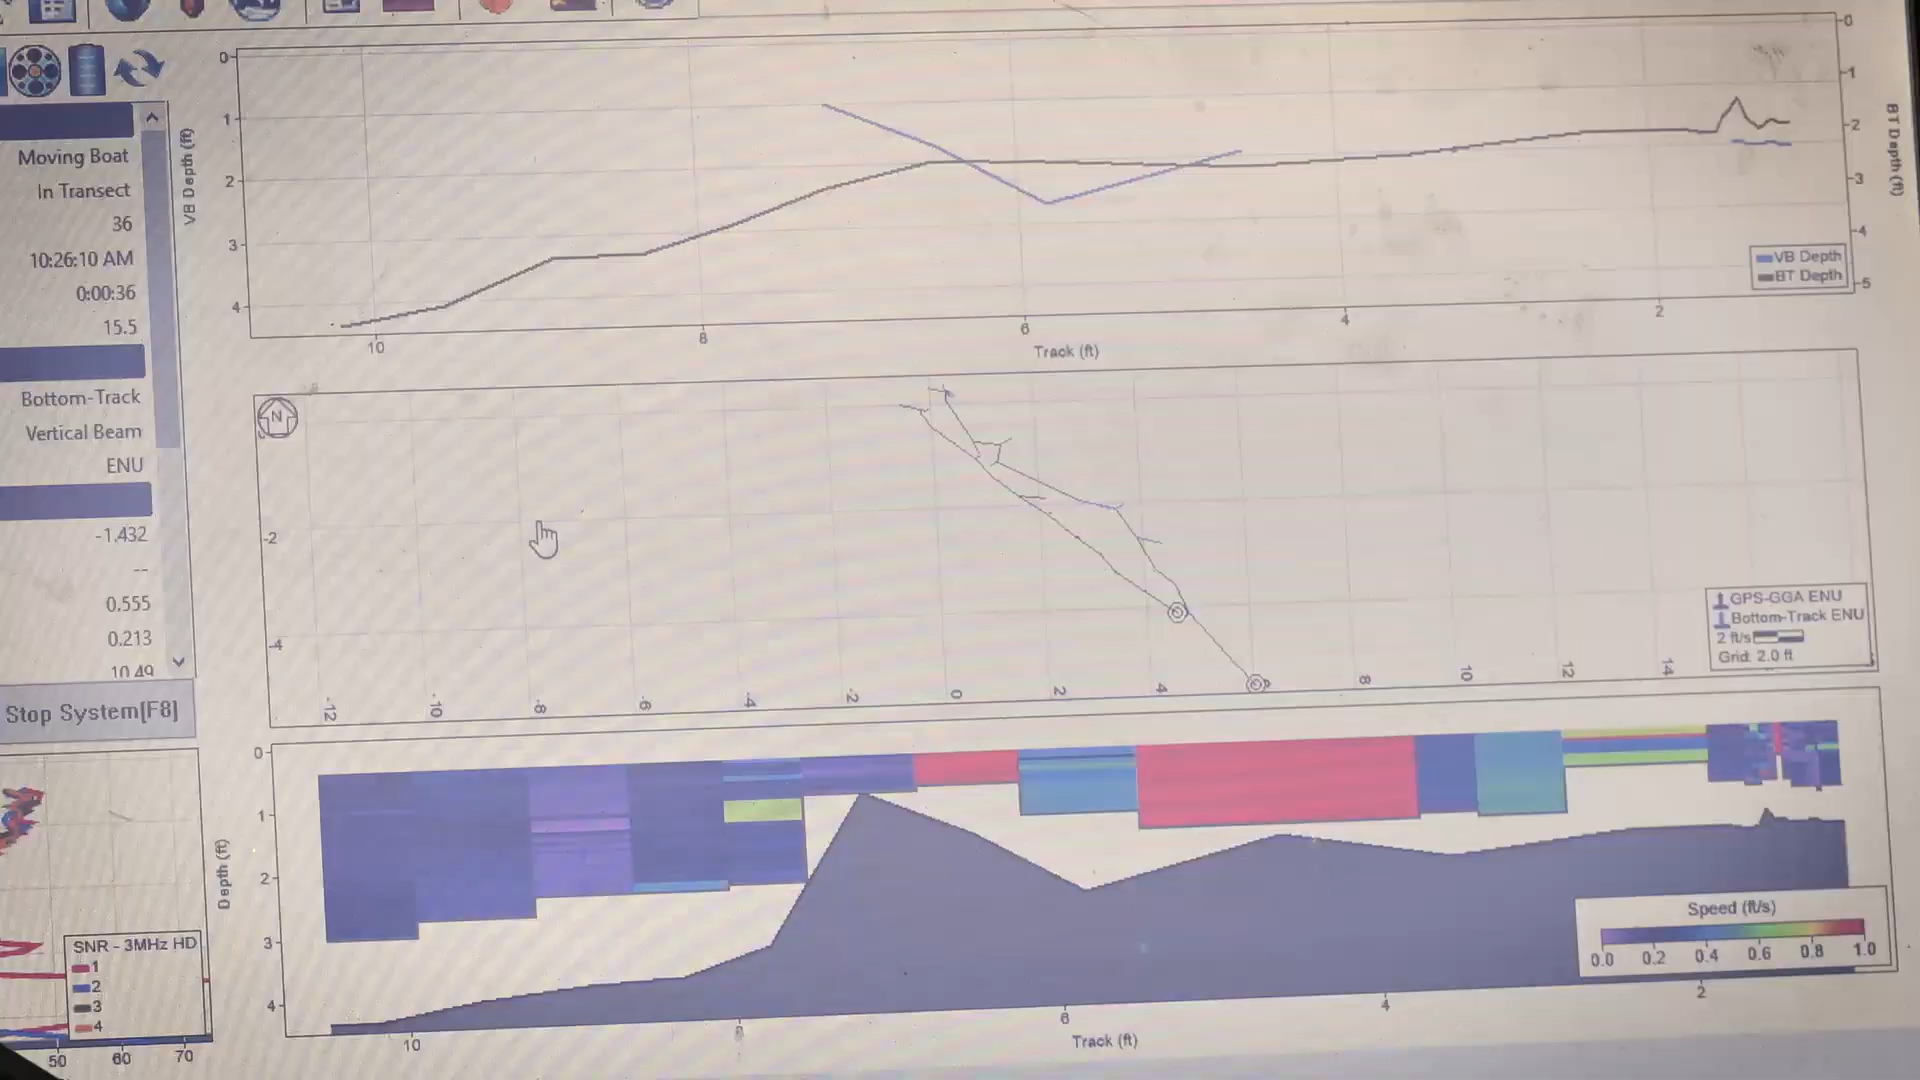 Moving Boat
In Transect
36
10:26:10 AM
0:00:36
15.5
Bottom-Track
Vertical Beam
ENU
-1.432
--
0.555
0.213
10.49
Stop System[F8]
SNR - 3MHz HD
1
2
3
4
50 60 70
VB Depth (ft)
0
1
2
3
4
10 8 6 4 2
Track (ft)
BT Depth (ft)
0
1
2
3
4
5
VB Depth
BT Depth
N
-2
-4
-12 -10 -8 -6 -4 -2 0 2 4 6 8 10 12 14
GPS-GGA ENU
Bottom-Track ENU
2 ft/s
Grid: 2.0 ft
Depth (ft)
0
1
2
3
4
10 8 6 4 2
Track (ft)
Speed (ft/s)
0.0 0.2 0.4 0.6 0.8 1.0